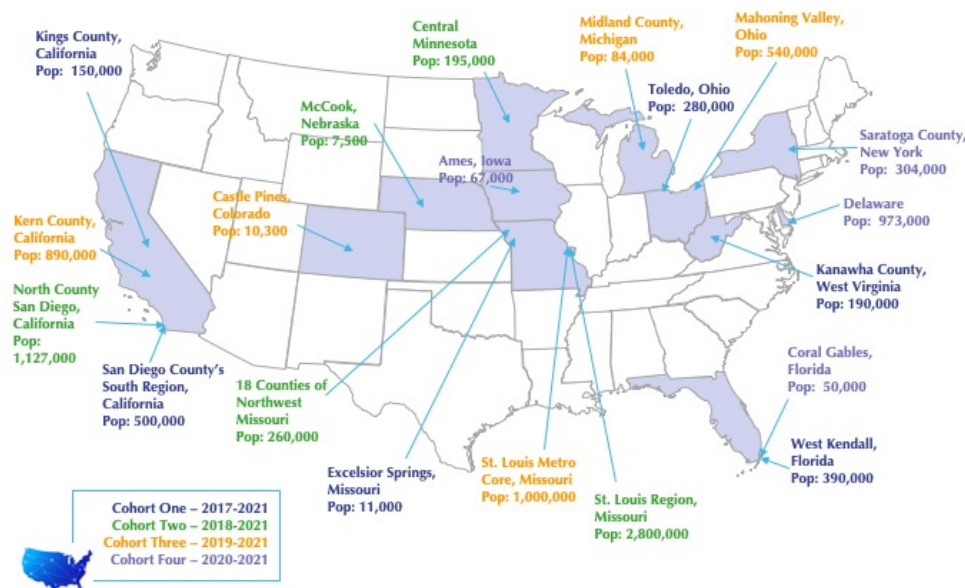 Kings County,
California
Pop: 150,000
Central
Minnesota
Pop: 195,000
Midland County,
Michigan
Pop: 84,000
Mahoning Valley,
Ohio
Pop: 540,000
Toledo, Ohio
Pop: 280,000
McCook,
Nebraska
Pop: 7,500
Ames, Iowa
Pop: 67,000
Saratoga County,
New York
Pop: 304,000
Castle Pines,
Colorado
Pop: 10,300
Delaware
Pop: 973,000
Kern County,
California
Pop: 890,000
Kanawha County,
West Virginia
Pop: 190,000
North County
San Diego,
California
Pop:
1,127,000
San Diego County's
South Region,
California
Pop: 500,000
18 Counties of
Northwest
Missouri
Pop: 260,000
Coral Gables,
Florida
Pop: 50,000
West Kendall,
Florida
Pop: 390,000
Excelsior Springs,
Missouri
Pop: 11,000
St. Louis Metro
Core, Missouri
Pop: 1,000,000
St. Louis Region,
Missouri
Pop: 2,800,000
Cohort One – 2017-2021
Cohort Two – 2018-2021
Cohort Three – 2019-2021
Cohort Four – 2020-2021